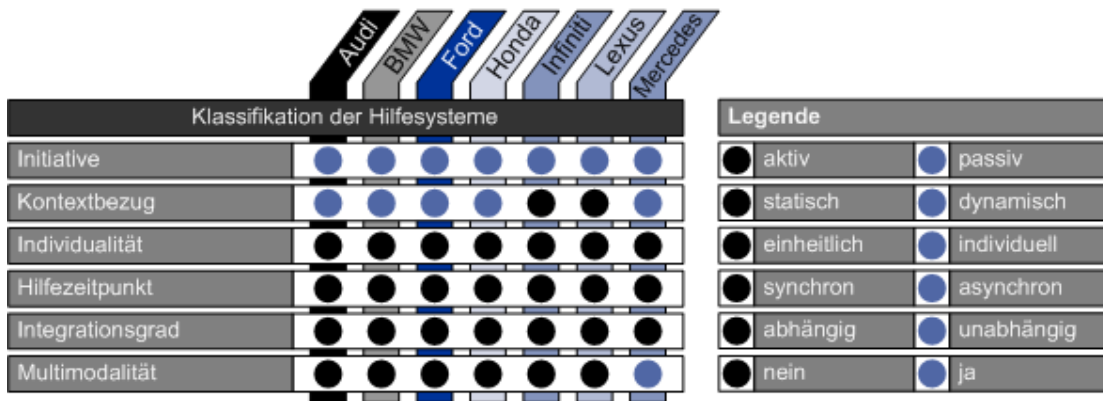 Audi BMW Ford Honda Infiniti Lexus Mercedes
Klassifikation der Hilfesysteme
Initiative
Kontextbezug
Individualität
Hilfezeitpunkt
Integrationsgrad
Multimodalität
Legende
aktiv passiv
statisch dynamisch
einheitlich individuell
synchron asynchron
abhängig unabhängig
nein ja